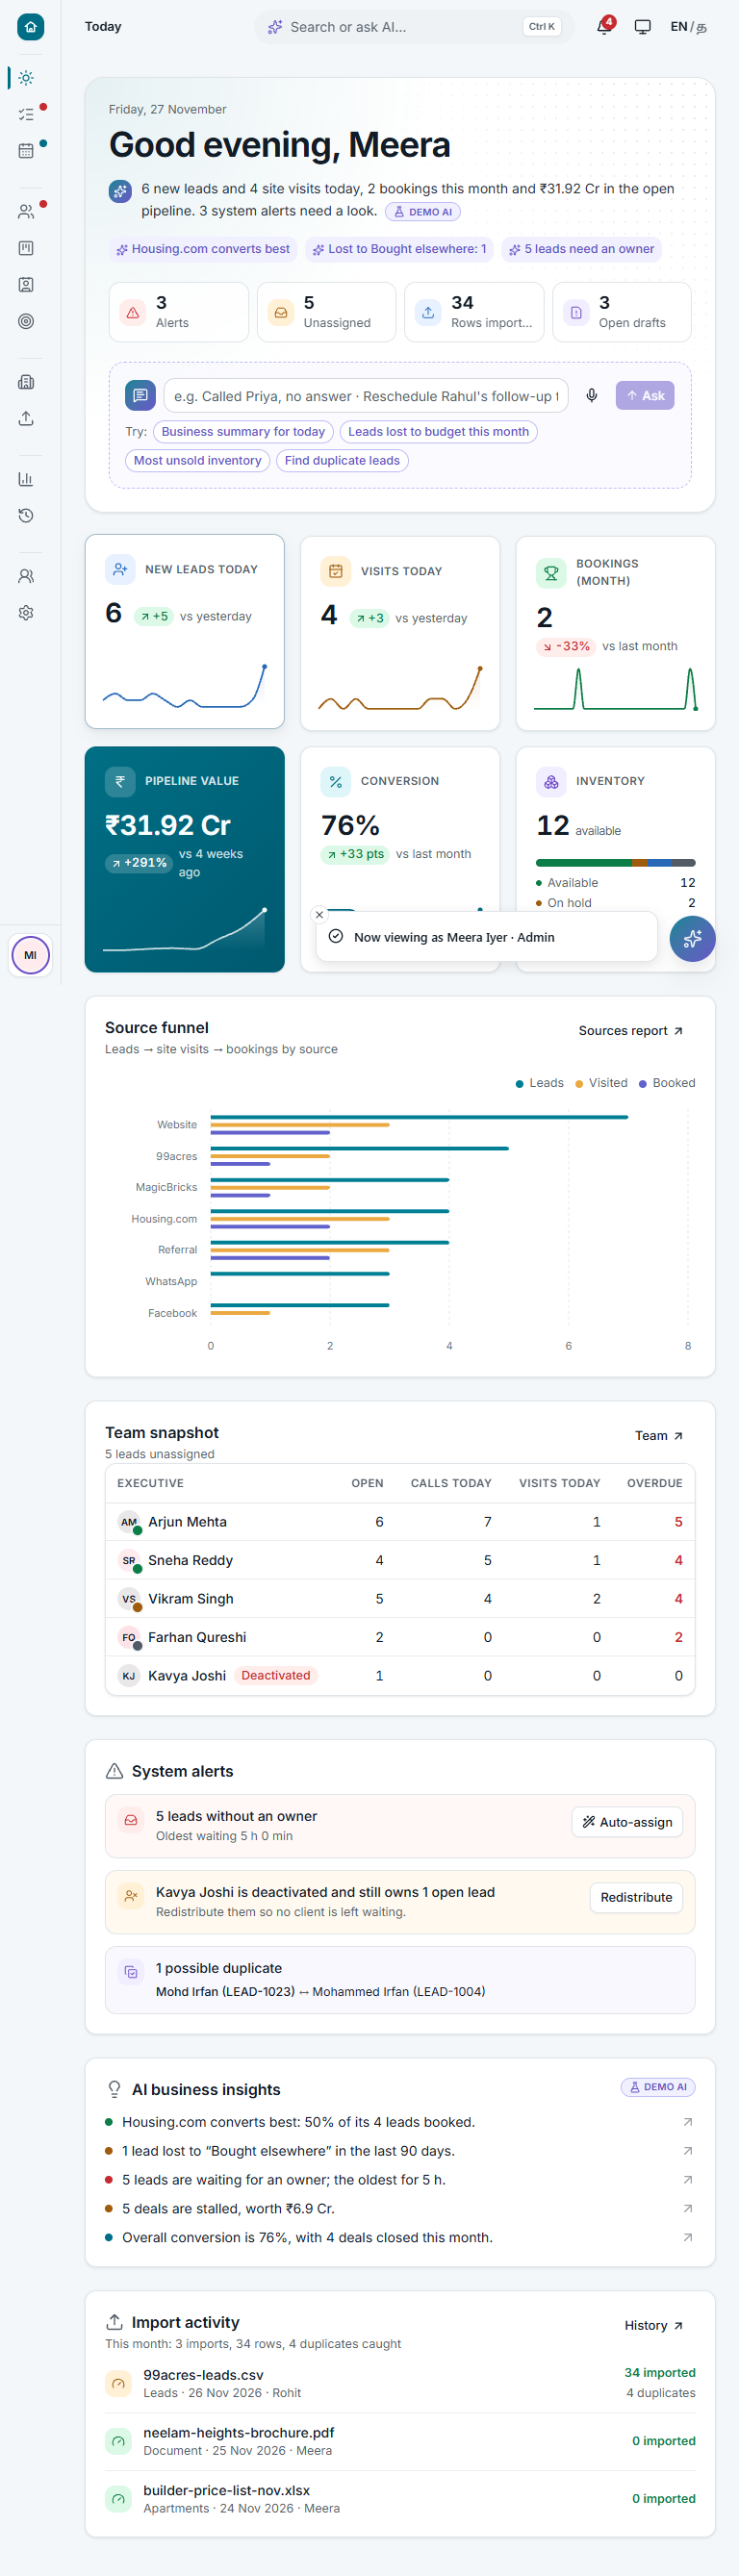 Today
Search or ask AI...
Ctrl K
4
EN / த
Friday, 27 November
Good evening, Meera
6 new leads and 4 site visits today, 2 bookings this month and ₹31.92 Cr in the open
pipeline. 3 system alerts need a look. DEMO AI
Housing.com converts best
Lost to Bought elsewhere: 1
5 leads need an owner
3
Alerts
5
Unassigned
34
Rows import...
3
Open drafts
e.g. Called Priya, no answer · Reschedule Rahul's follow-up
Ask
Try: Business summary for today
Leads lost to budget this month
Most unsold inventory
Find duplicate leads
NEW LEADS TODAY
6 +5 vs yesterday
VISITS TODAY
4 +3 vs yesterday
BOOKINGS
(MONTH)
2
-33% vs last month
₹ PIPELINE VALUE
₹31.92 Cr
+291% vs 4 weeks
ago
% CONVERSION
76%
+33 pts vs last month
INVENTORY
12 available
Available 12
On hold 2
Now viewing as Meera Iyer · Admin
MI
Source funnel
Sources report
Leads → site visits → bookings by source
Leads Visited Booked
Website
99acres
MagicBricks
Housing.com
Referral
WhatsApp
Facebook
0 2 4 6 8
Team snapshot
Team
5 leads unassigned
EXECUTIVE OPEN CALLS TODAY VISITS TODAY OVERDUE
AM Arjun Mehta 6 7 1 5
SR Sneha Reddy 4 5 1 4
VS Vikram Singh 5 4 2 4
FQ Farhan Qureshi 2 0 0 2
KJ Kavya Joshi Deactivated 1 0 0 0
System alerts
5 leads without an owner
Oldest waiting 5 h 0 min
Auto-assign
Kavya Joshi is deactivated and still owns 1 open lead
Redistribute them so no client is left waiting.
Redistribute
1 possible duplicate
Mohd Irfan (LEAD-1023) ↔ Mohammed Irfan (LEAD-1004)
AI business insights
DEMO AI
Housing.com converts best: 50% of its 4 leads booked.
1 lead lost to “Bought elsewhere” in the last 90 days.
5 leads are waiting for an owner; the oldest for 5 h.
5 deals are stalled, worth ₹6.9 Cr.
Overall conversion is 76%, with 4 deals closed this month.
Import activity
History
This month: 3 imports, 34 rows, 4 duplicates caught
99acres-leads.csv
Leads · 26 Nov 2026 · Rohit
34 imported
4 duplicates
neelam-heights-brochure.pdf
Document · 25 Nov 2026 · Meera
0 imported
builder-price-list-nov.xlsx
Apartments · 24 Nov 2026 · Meera
0 imported